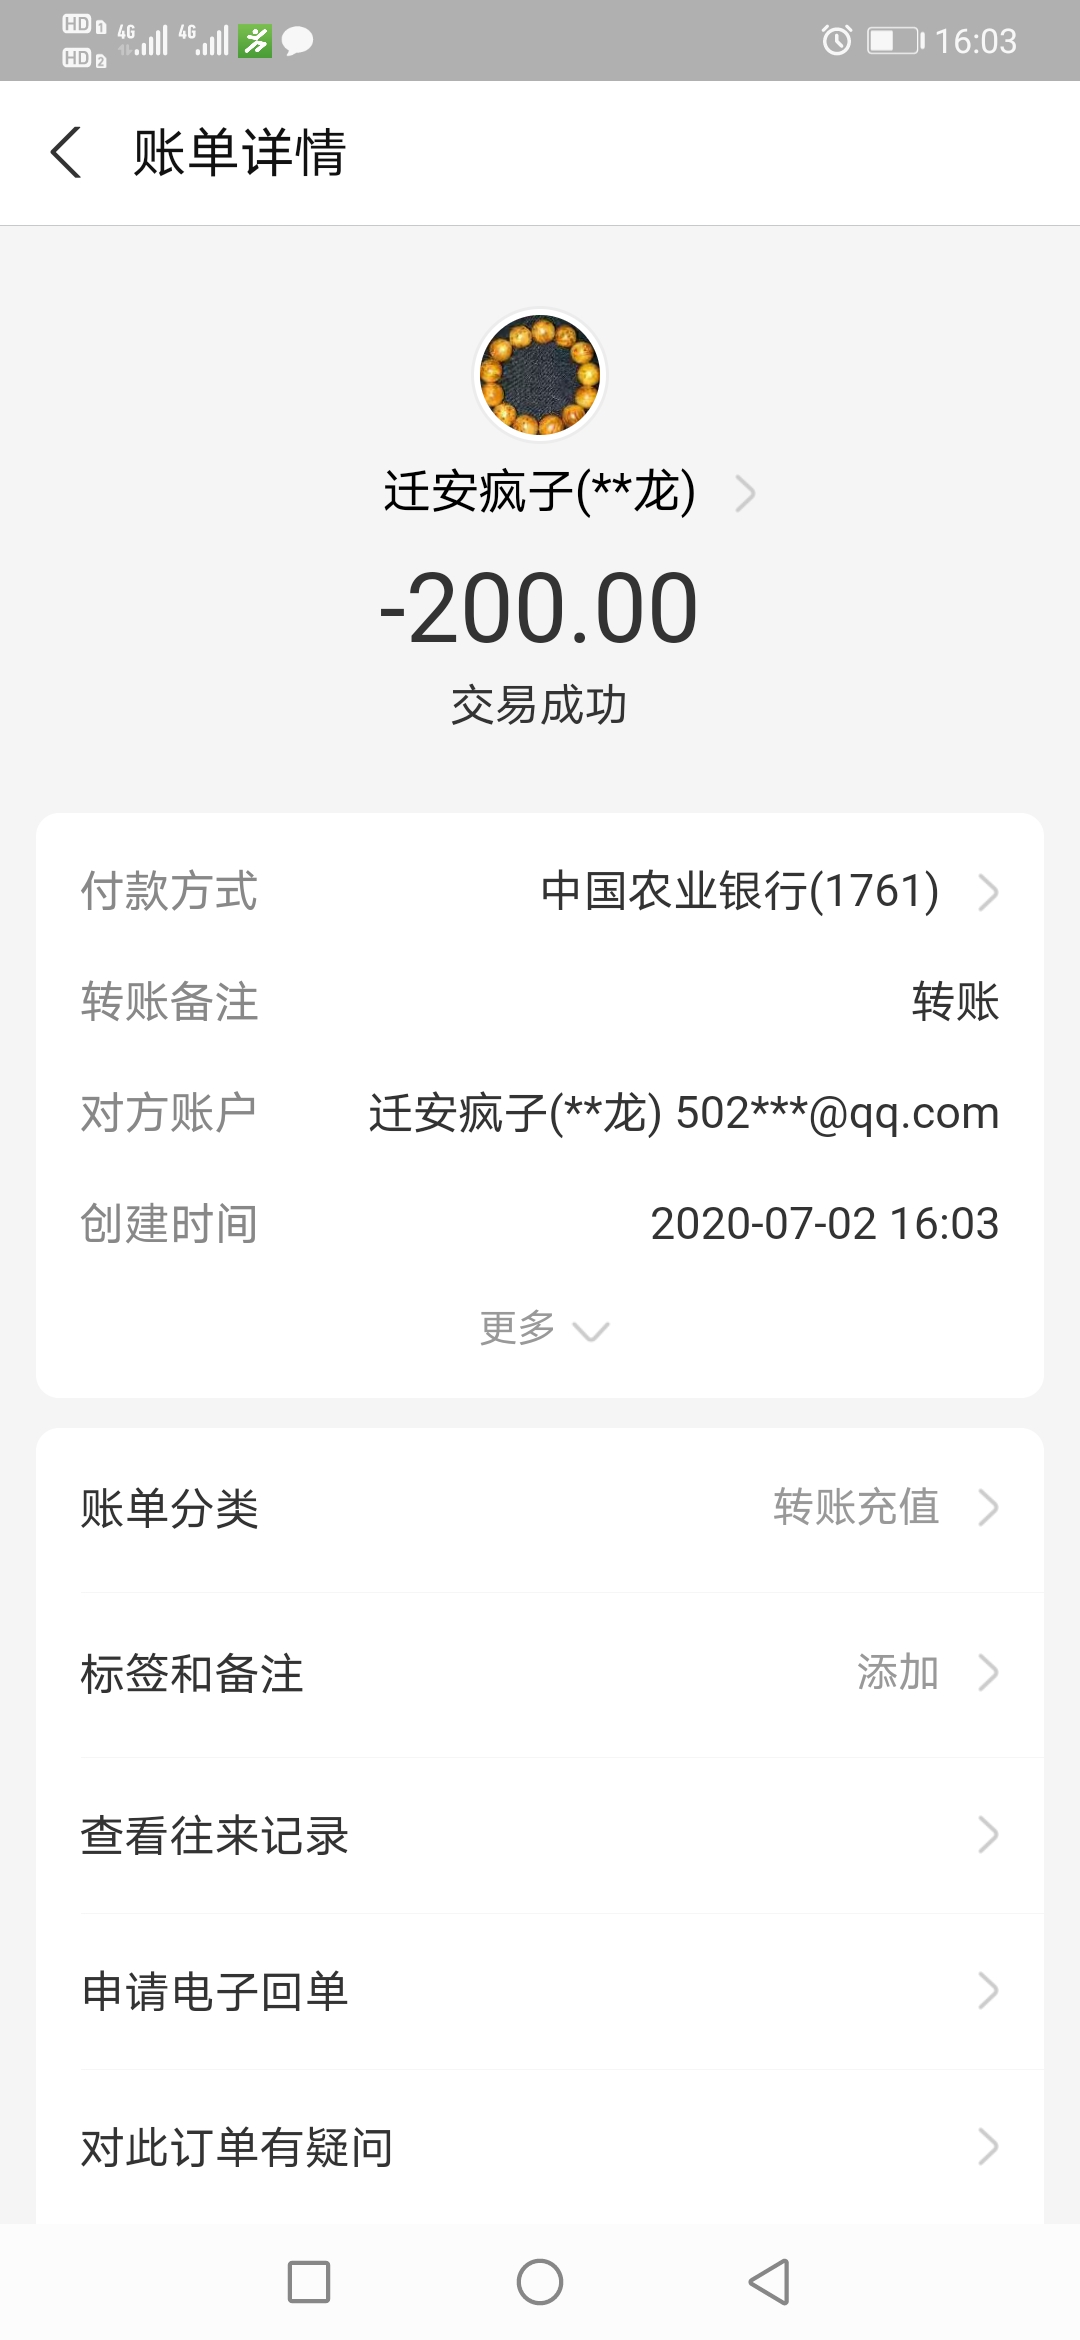 HD 1 4G 4G 16:03
HD 2
账单详情
迁安疯子(**龙)
-200.00
交易成功
付款方式 中国农业银行(1761)
转账备注 转账
对方账户 迁安疯子(**龙) 502***@qq.com
创建时间 2020-07-02 16:03
更多
账单分类 转账充值
标签和备注 添加
查看往来记录
申请电子回单
对此订单有疑问